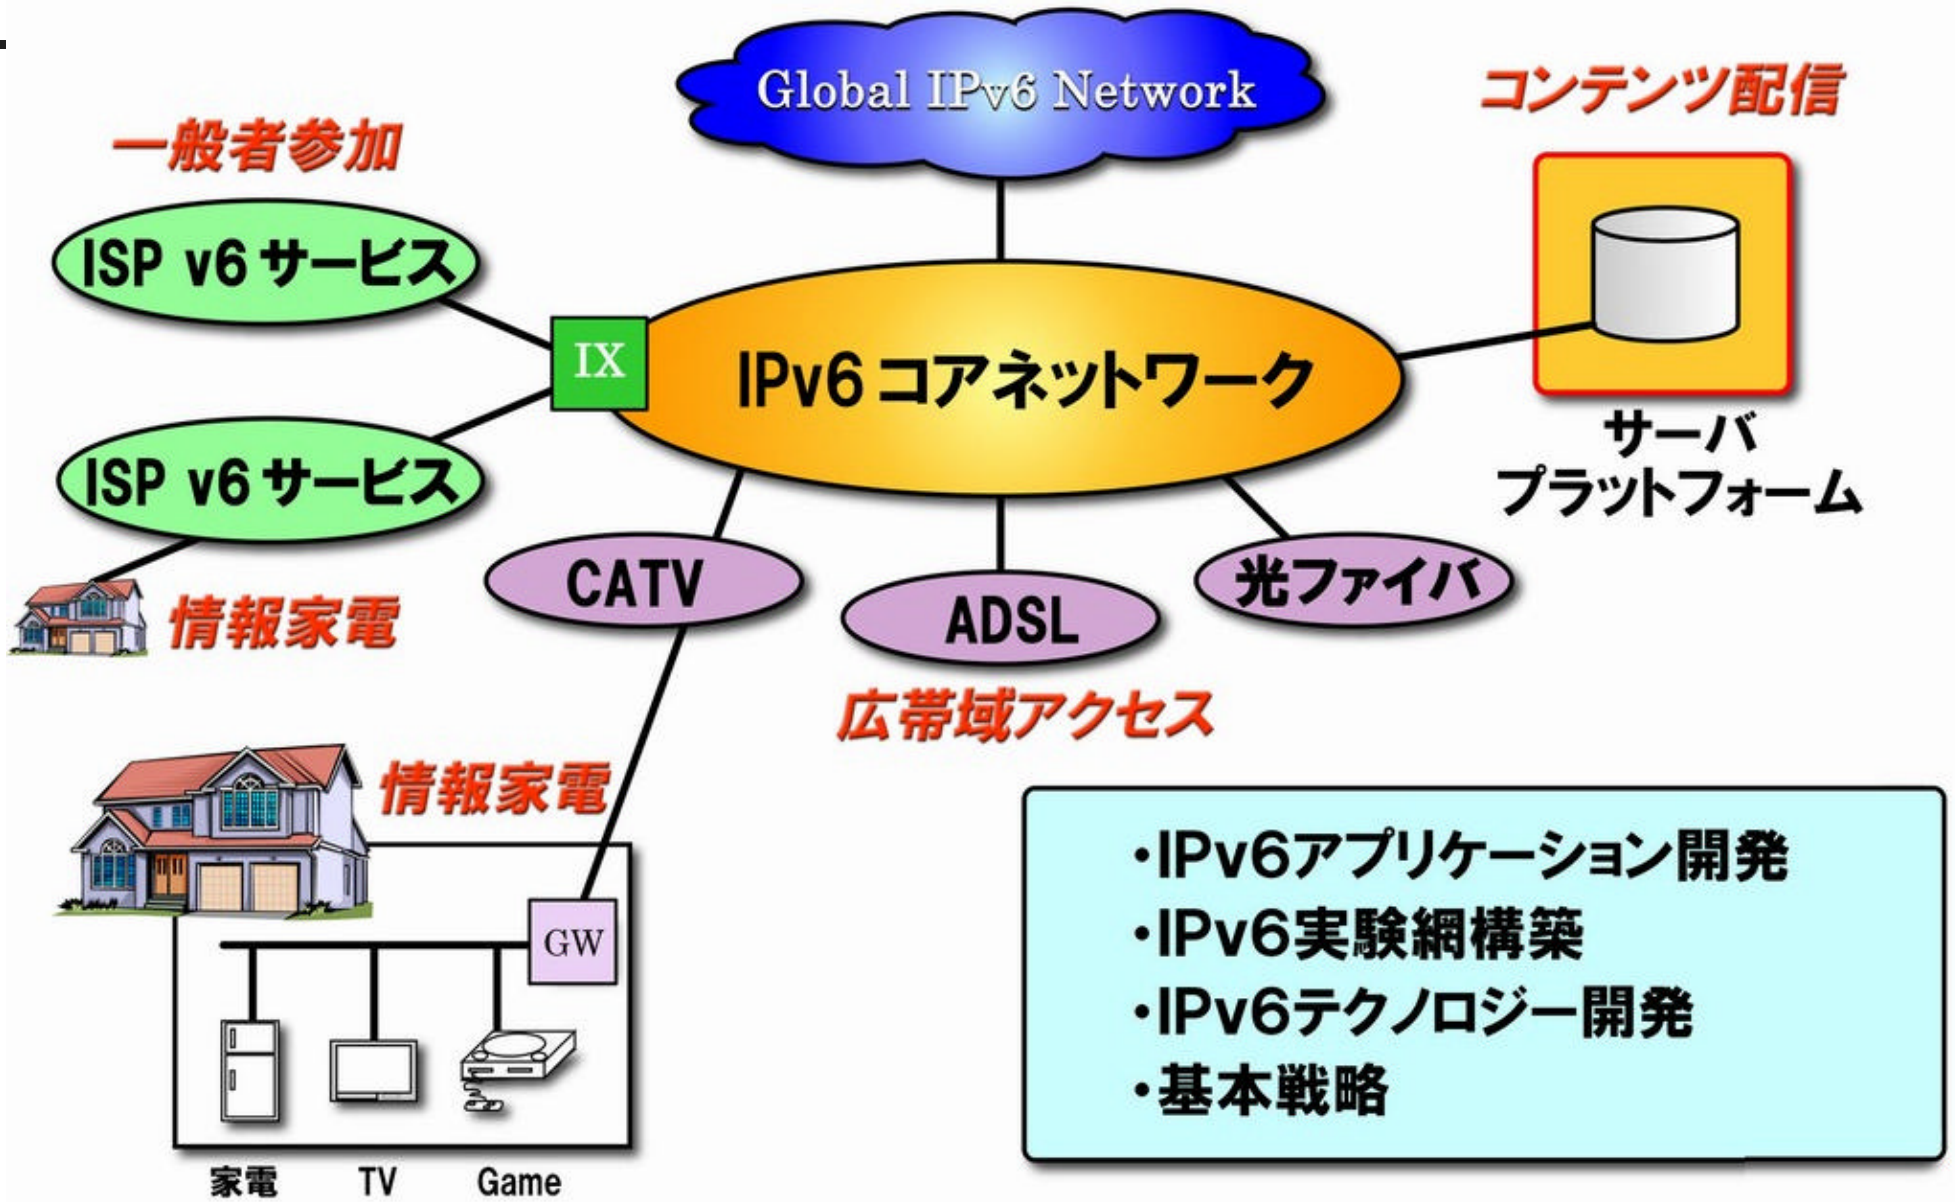 Global IPv6 Network
コンテンツ配信
一般者参加
ISP v6 サービス
IX
IPv6 コアネットワーク
サーバ
プラットフォーム
ISP v6 サービス
CATV
ADSL
光ファイバ
情報家電
広帯域アクセス
情報家電
GW
家電
TV
Game
・IPv6アプリケーション開発
・IPv6実験網構築
・IPv6テクノロジー開発
・基本戦略